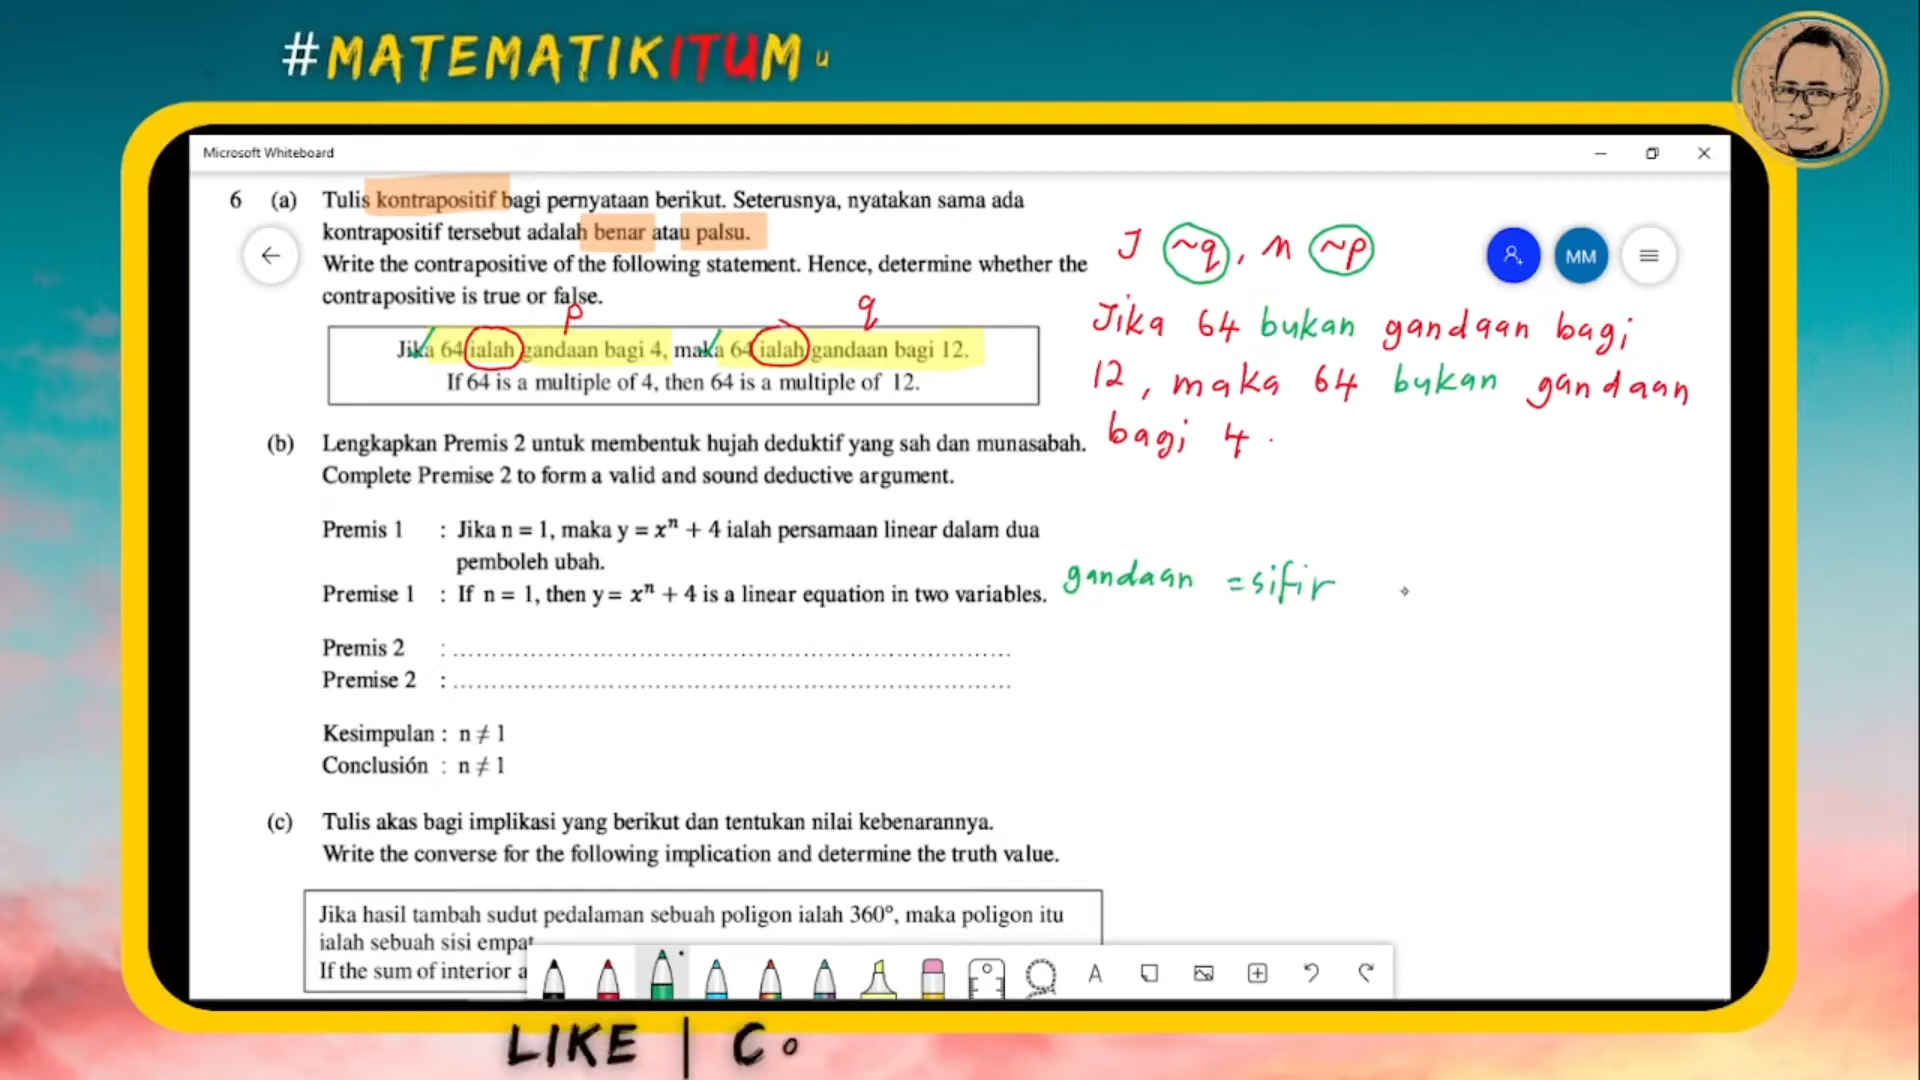 #MATEMATIKITUM u
Microsoft Whiteboard
6 (a) Tulis kontrapositif bagi pernyataan berikut. Seterusnya, nyatakan sama ada
kontrapositif tersebut adalah benar atau palsu.
Write the contrapositive of the following statement. Hence, determine whether the
contrapositive is true or false.
p q
Jika 64 ialah gandaan bagi 4, maka 64 ialah gandaan bagi 12.
If 64 is a multiple of 4, then 64 is a multiple of 12.
J ~q, M ~p
MM
Jika 64 bukan gandaan bagi
12, maka 64 bukan gandaan
bagi 4.
(b) Lengkapkan Premis 2 untuk membentuk hujah deduktif yang sah dan munasabah.
Complete Premise 2 to form a valid and sound deductive argument.
Premis 1 : Jika n = 1, maka y = xⁿ + 4 ialah persamaan linear dalam dua
pemboleh ubah.
Premise 1 : If n = 1, then y = xⁿ + 4 is a linear equation in two variables.
gandaan = sifir
Premis 2 : ................................................................................
Premise 2 : ................................................................................
Kesimpulan : n ≠ 1
Conclusión : n ≠ 1
(c) Tulis akas bagi implikasi yang berikut dan tentukan nilai kebenarannya.
Write the converse for the following implication and determine the truth value.
Jika hasil tambah sudut pedalaman sebuah poligon ialah 360°, maka poligon itu
ialah sebuah sisi empat
If the sum of interior a
LIKE | Co